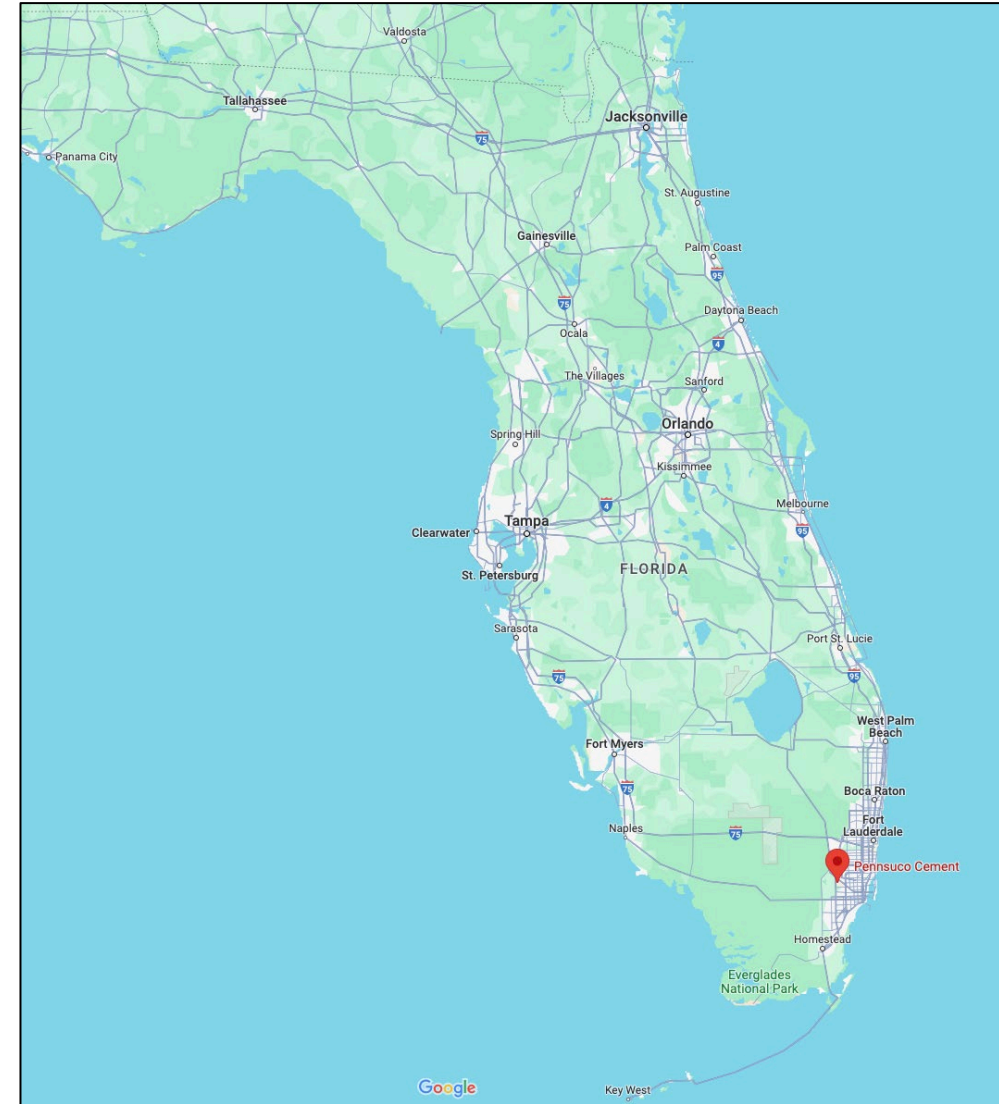 Valdosta
Tallahassee
Jacksonville
75
Panama City
St. Augustine
Gainesville
Palm Coast
95
75
Daytona Beach
Ocala
4
The Villages
Sanford
Orlando
Spring Hill
Kissimmee
4
Melbourne
Tampa
Clearwater
95
FLORIDA
St. Petersburg
Sarasota
Port St. Lucie
75
95
West Palm
Beach
Fort Myers
75
Boca Raton
Fort
Lauderdale
Naples
75
Pennsuco Cement
Homestead
Everglades
National Park
Google
Key West